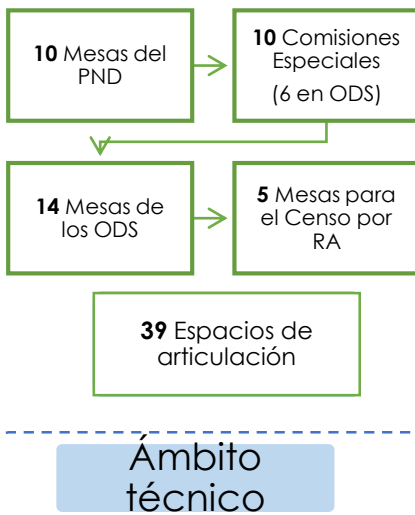 10 Mesas del
PND
10 Comisiones
Especiales
(6 en ODS)
14 Mesas de
los ODS
5 Mesas para
el Censo por
RA
39 Espacios de
articulación
Ámbito
técnico